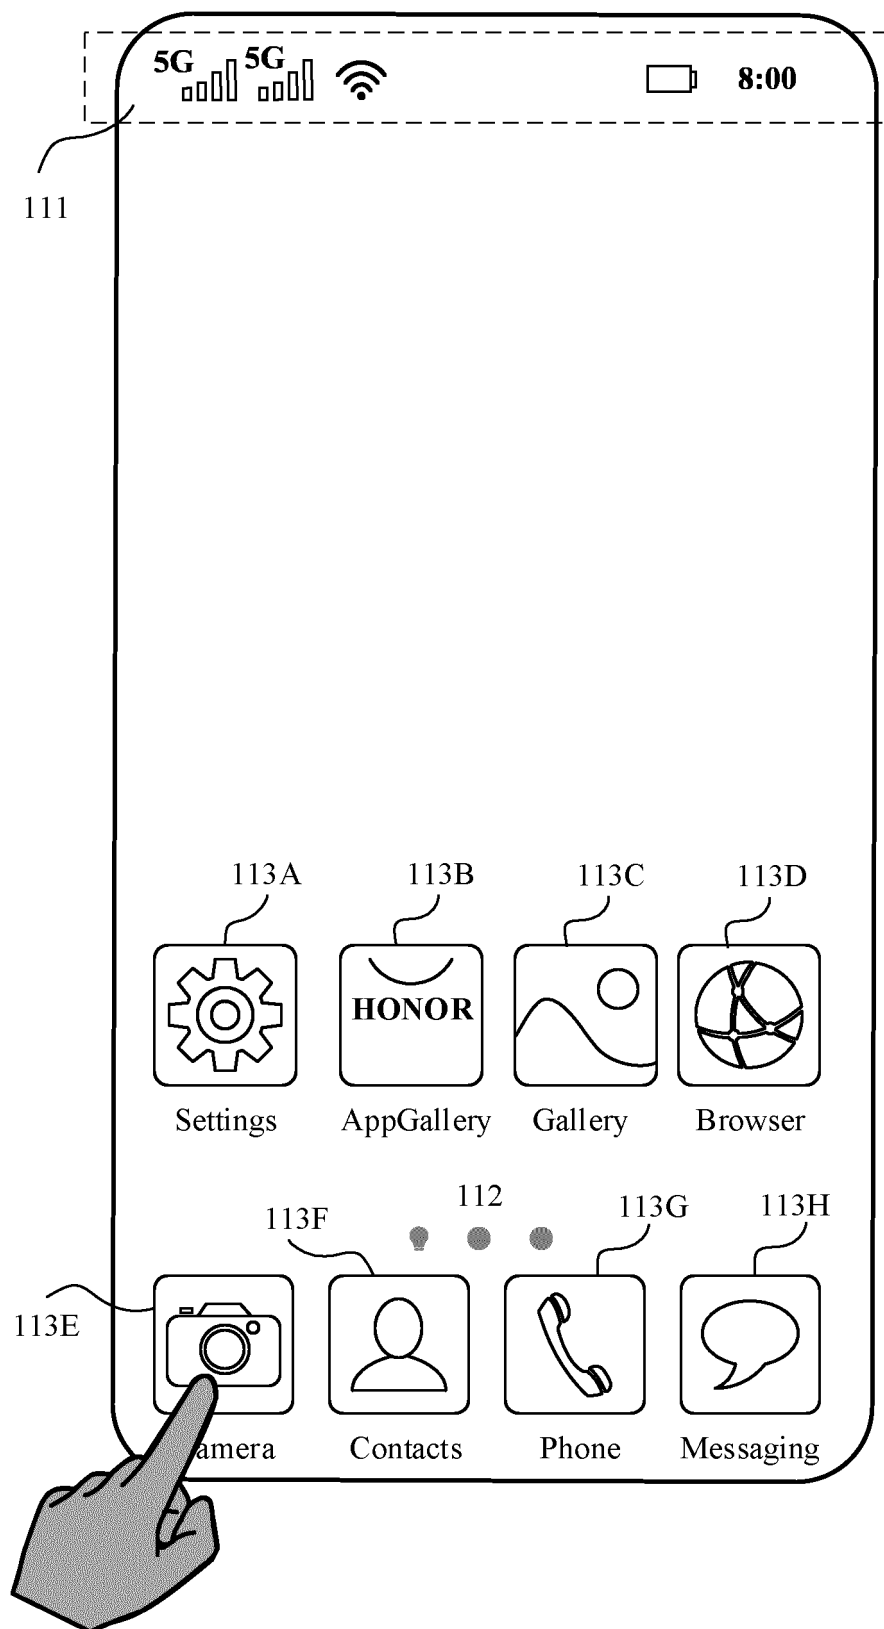 5G 5G 8:00
111
113A 113B 113C 113D
HONOR
Settings AppGallery Gallery Browser
112
113F 113G 113H
113E
amera Contacts Phone Messaging